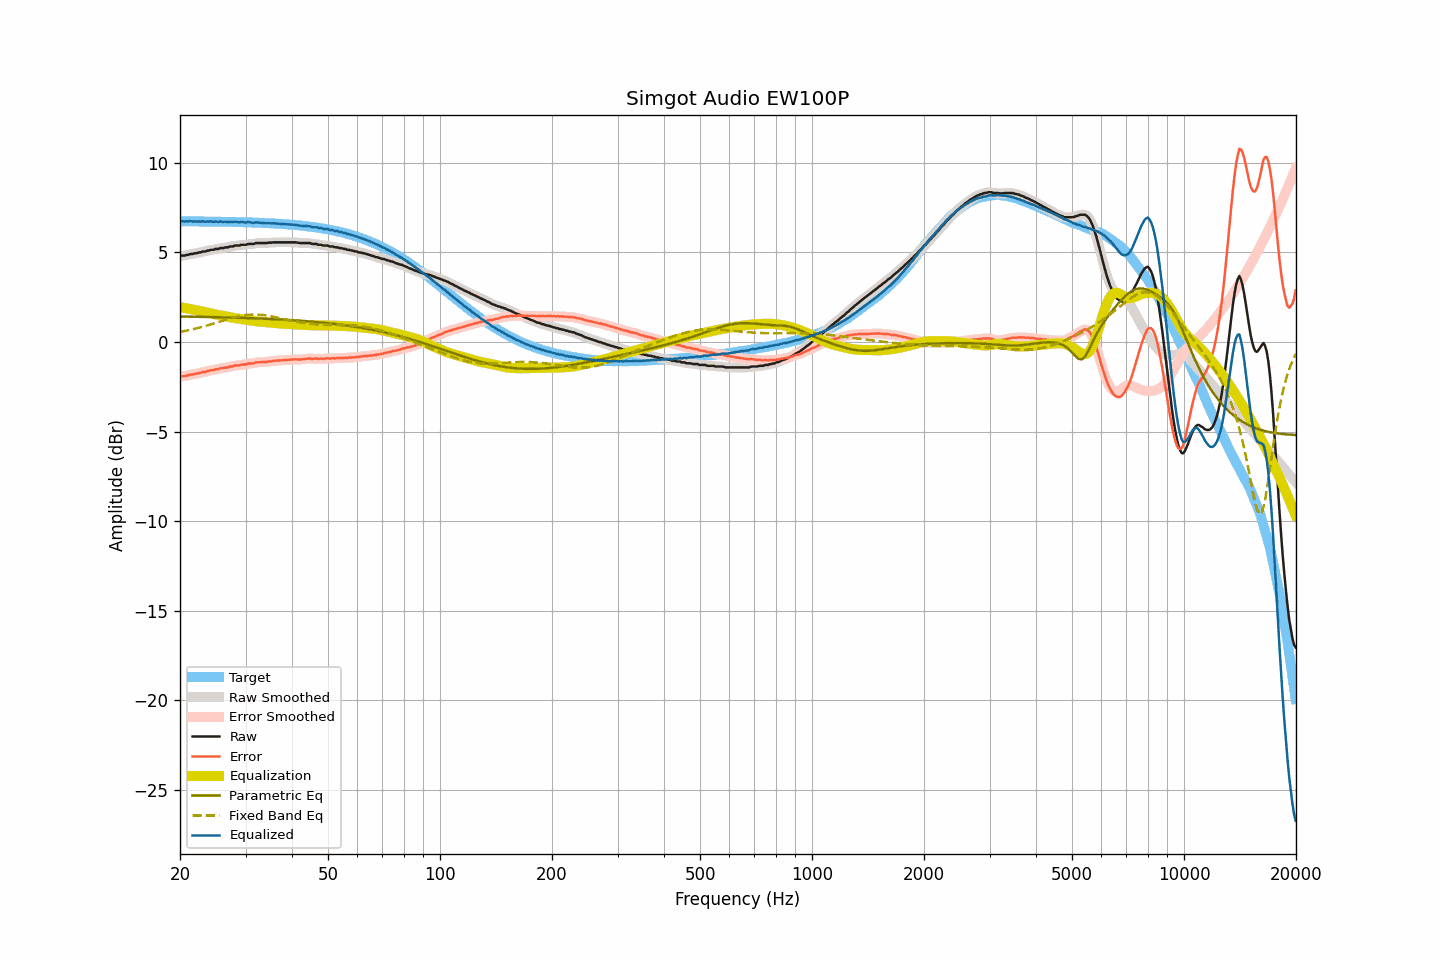 Simgot Audio EW100P
10
5
0
−5
−10
−15
−20
−25
Amplitude (dBr)
Target
Raw Smoothed
Error Smoothed
Raw
Error
Equalization
Parametric Eq
Fixed Band Eq
Equalized
20 50 100 200 500 1000 2000 5000 10000 20000
Frequency (Hz)